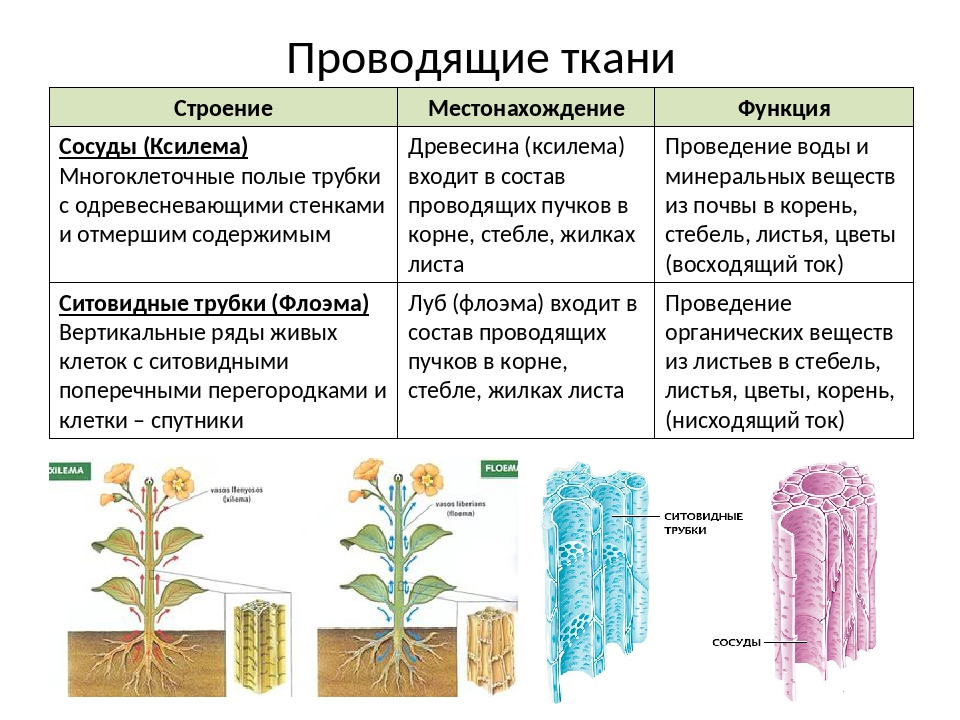 Проводящие ткани
Строение
Местонахождение
Функция
Сосуды (Ксилема)
Многоклеточные полые трубки
с одревесневающими стенками
и отмершим содержимым
Древесина (ксилема)
входит в состав
проводящих пучков в
корне, стебле, жилках
листа
Проведение воды и
минеральных веществ
из почвы в корень,
стебель, листья, цветы
(восходящий ток)
Ситовидные трубки (Флоэма)
Вертикальные ряды живых
клеток с ситовидными
поперечными перегородками и
клетки – спутники
Луб (флоэма) входит в
состав проводящих
пучков в корне,
стебле, жилках листа
Проведение
органических веществ
из листьев в стебель,
листья, цветы, корень,
(нисходящий ток)
XILEMA
vasos llenyosos
(xilema)
FLOEMA
vasos liberians
(floema)
СИТОВИДНЫЕ
ТРУБКИ
СОСУДЫ